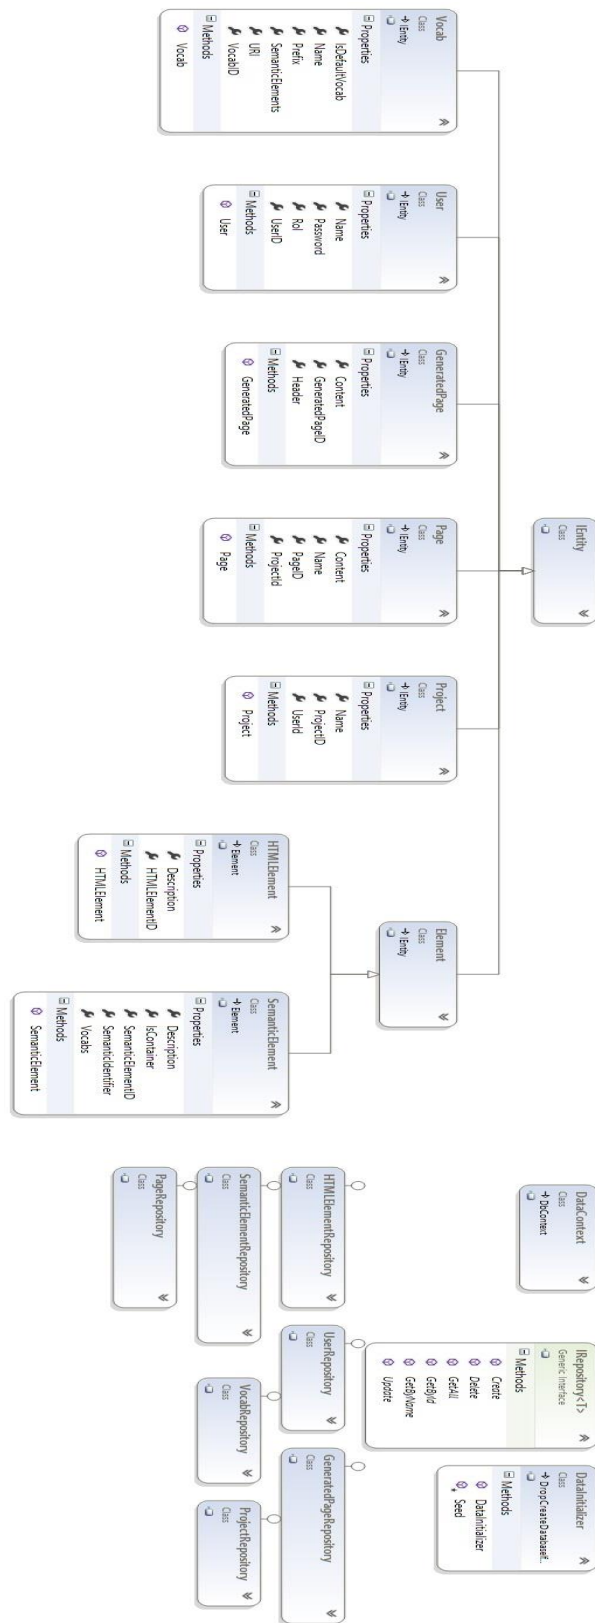 Vocab
Class
IEntity
Properties
IsDefaultVocab
Name
Prefix
SemanticElements
URI
VocabID
Methods
Vocab
User
Class
IEntity
Properties
Name
Password
Rol
UserID
Methods
User
GeneratedPage
Class
IEntity
Properties
Content
GeneratedPageID
Header
Methods
GeneratedPage
IEntity
Class
Page
Class
IEntity
Properties
Content
Name
PageID
ProjectId
Methods
Page
Project
Class
IEntity
Properties
Name
ProjectID
UserId
Methods
Project
Element
Class
IEntity
HTMLElement
Class
Element
Properties
Description
HTMLElementID
Methods
HTMLElement
SemanticElement
Class
Element
Properties
Description
IsContainer
SemanticElementID
SemanticIdentifier
Vocabs
Methods
SemanticElement
DataContext
Class
DbContext
IRepository<T>
Generic Interface
Methods
Create
Delete
GetAll
GetById
GetByName
Update
DataInitializer
Class
DropCreateDatabaseIf...
Methods
DataInitializer
Seed
HTMLElementRepository
Class
UserRepository
Class
GeneratedPageRepository
Class
SemanticElementRepository
Class
VocabRepository
Class
ProjectRepository
Class
PageRepository
Class